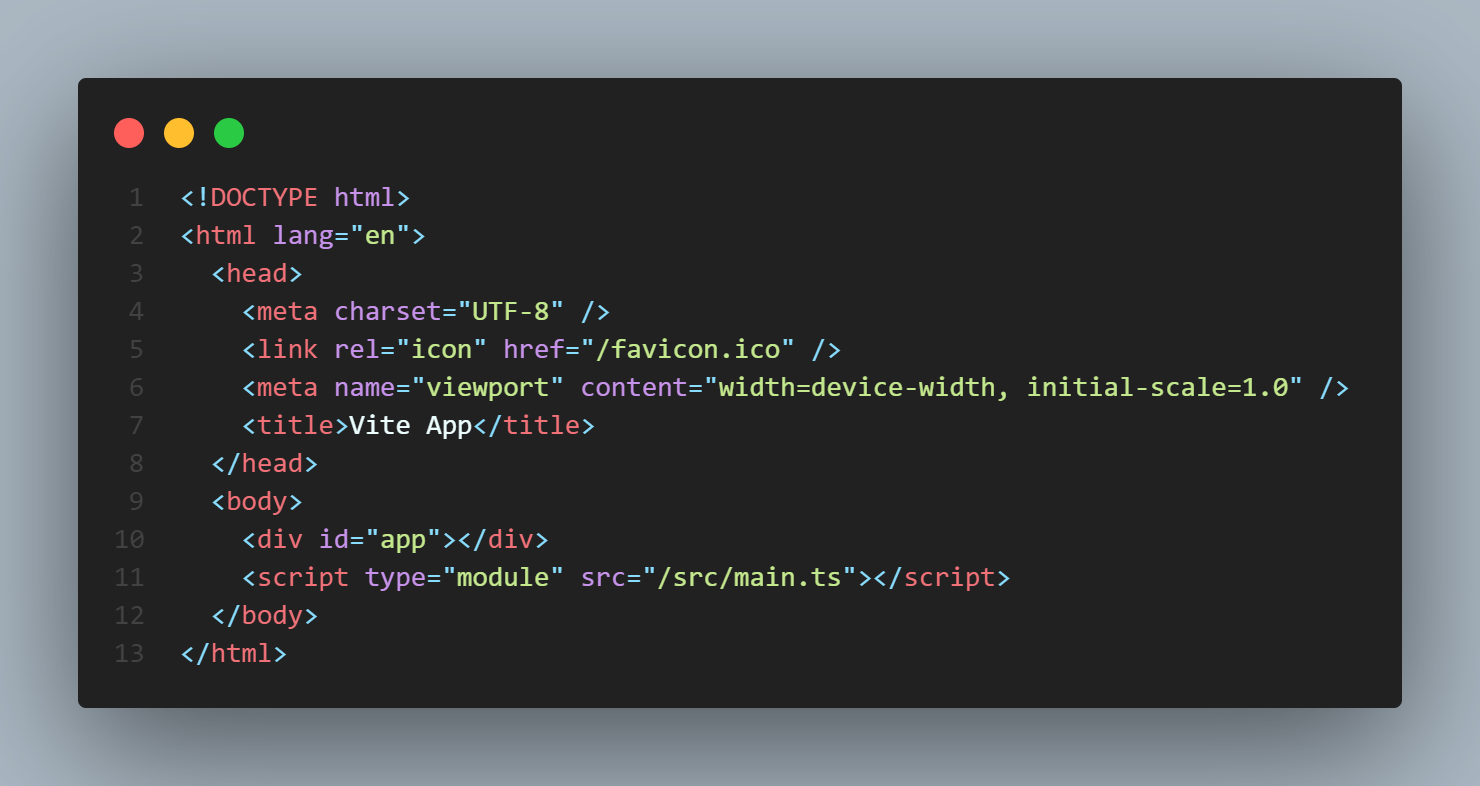 1 <!DOCTYPE html>
2 <html lang="en">
3   <head>
4     <meta charset="UTF-8" />
5     <link rel="icon" href="/favicon.ico" />
6     <meta name="viewport" content="width=device-width, initial-scale=1.0" />
7     <title>Vite App</title>
8   </head>
9   <body>
10     <div id="app"></div>
11     <script type="module" src="/src/main.ts"></script>
12   </body>
13 </html>